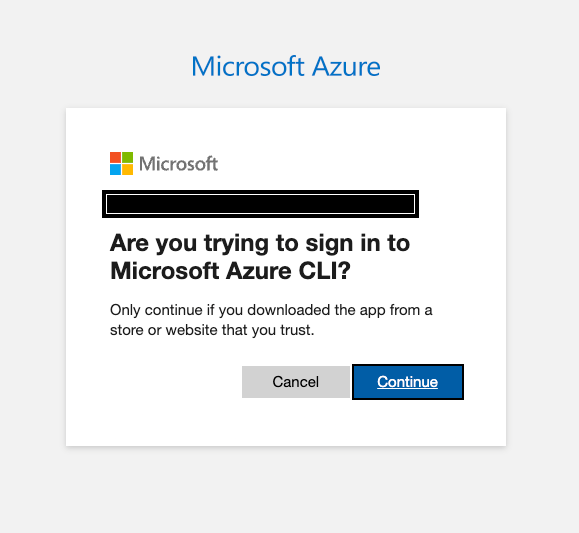 Microsoft Azure
Microsoft
Are you trying to sign in to
Microsoft Azure CLI?
Only continue if you downloaded the app from a
store or website that you trust.
Cancel
Continue